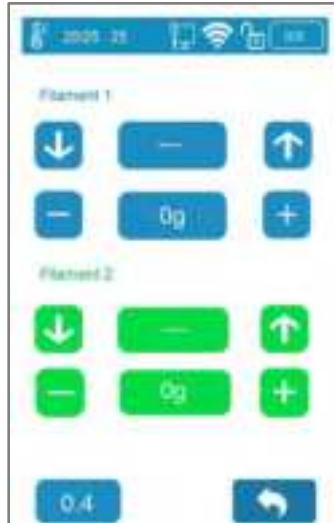 Filament 1
—
− 0g +
Filament 2
—
− 0g +
0.4